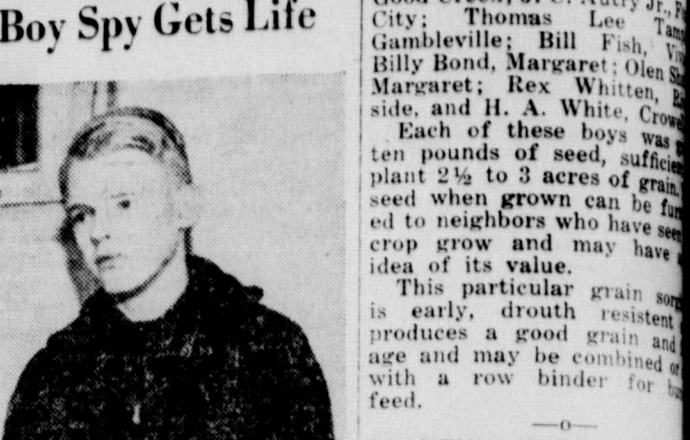 Boy Spy Gets Life
City; Thomas Lee
Gambleville; Bill Fish,
Billy Bond, Margaret; Olen
Margaret; Rex Whitten,
side, and H. A. White,
Each of these boys was
ten pounds of seed,
plant 2½ to 3 acres of grain.
seed when grown can be
ed to neighbors who have seen
crop grow and may have
idea of its value.
This particular grain
is early, drouth resistent
produces a good grain and
age and may be combined or
with a row binder for
feed.
—o—